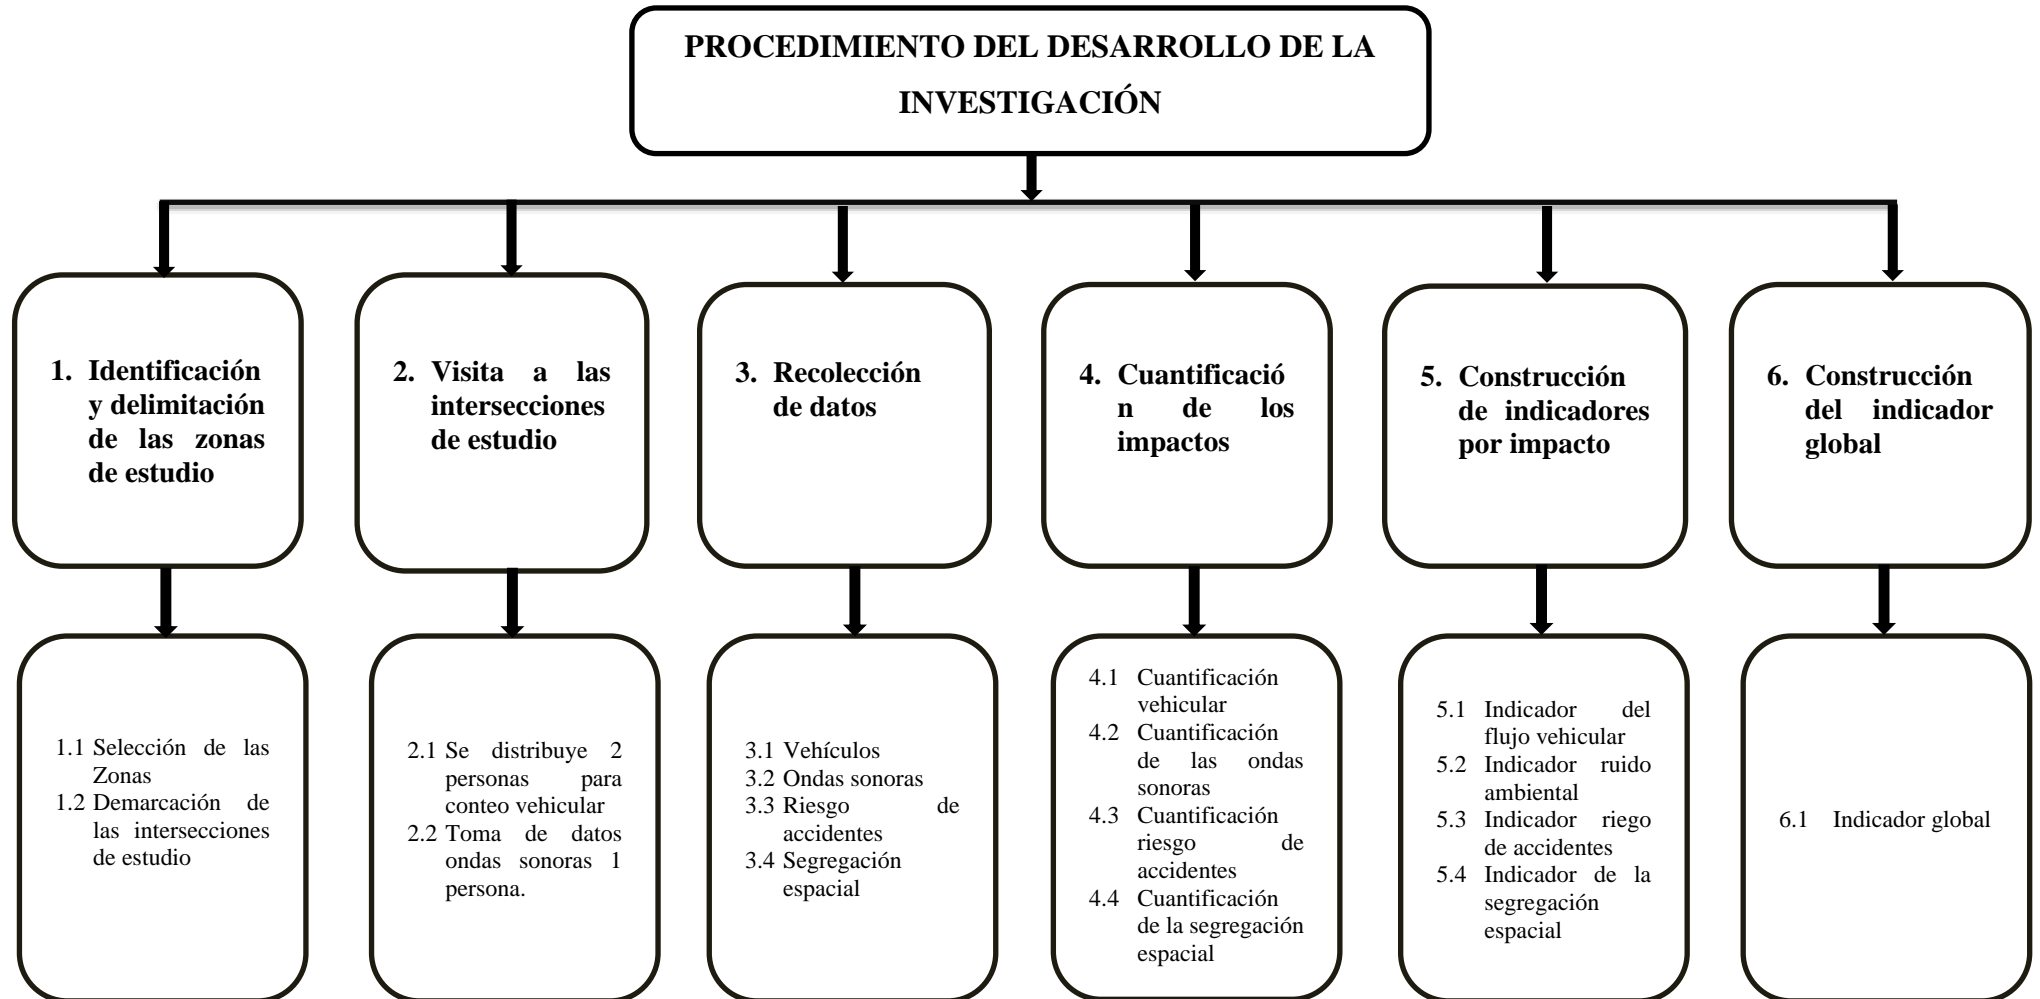 PROCEDIMIENTO DEL DESARROLLO DE LA
INVESTIGACIÓN
1. Identificación
y delimitación
de las zonas
de estudio
2. Visita a las
intersecciones
de estudio
3. Recolección
de datos
4. Cuantificació
n de los
impactos
5. Construcción
de indicadores
por impacto
6. Construcción
del indicador
global
1.1 Selección de las
Zonas
1.2 Demarcación de
las intersecciones
de estudio
2.1 Se distribuye 2
personas para
conteo vehicular
2.2 Toma de datos
ondas sonoras 1
persona.
3.1 Vehículos
3.2 Ondas sonoras
3.3 Riesgo de
accidentes
3.4 Segregación
espacial
4.1 Cuantificación
vehicular
4.2 Cuantificación
de las ondas
sonoras
4.3 Cuantificación
riesgo de
accidentes
4.4 Cuantificación
de la segregación
espacial
5.1 Indicador del
flujo vehicular
5.2 Indicador ruido
ambiental
5.3 Indicador riego
de accidentes
5.4 Indicador de la
segregación
espacial
6.1 Indicador global